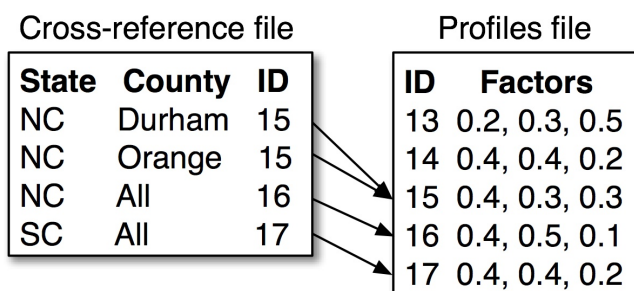 Cross-reference file
State County ID
NC Durham 15
NC Orange 15
NC All 16
SC All 17
Profiles file
ID Factors
13 0.2, 0.3, 0.5
14 0.4, 0.4, 0.2
15 0.4, 0.3, 0.3
16 0.4, 0.5, 0.1
17 0.4, 0.4, 0.2